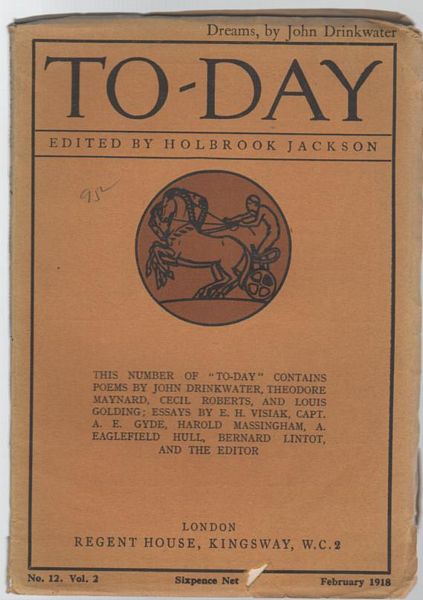 Dreams, by John Drinkwater
TO-DAY
EDITED BY HOLBROOK JACKSON
95
THIS NUMBER OF "TO-DAY" CONTAINS
POEMS BY JOHN DRINKWATER, THEODORE
MAYNARD, CECIL ROBERTS, AND LOUIS
GOLDING; ESSAYS BY E. H. VISIAK, CAPT.
A. E. GYDE, HAROLD MASSINGHAM, A.
EAGLEFIELD HULL, BERNARD LINTOT,
AND THE EDITOR
LONDON
REGENT HOUSE, KINGSWAY, W.C.2
No. 12. Vol. 2 Sixpence Net February 1918